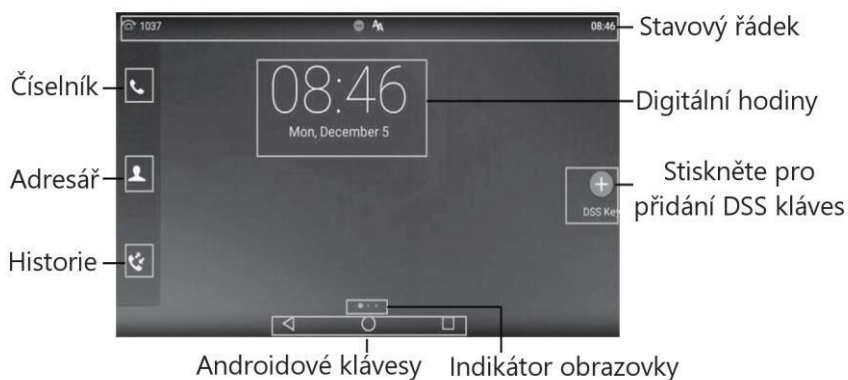 1037
08:46
Stavový řádek
Číselník
08:46
Mon, December 5
Digitální hodiny
Adresář
Stiskněte pro
přidání DSS kláves
DSS Key
Historie
Androidové klávesy
Indikátor obrazovky